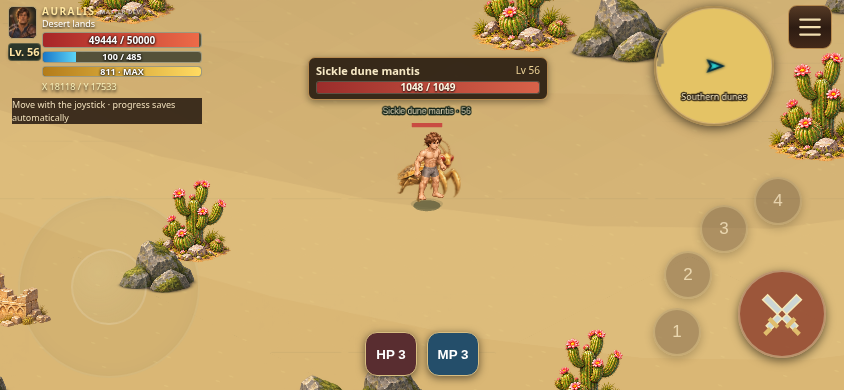 AURALIS
Desert lands
Lv. 56
49444 / 50000
100 / 485
811 · MAX
X 18118 / Y 17533
Move with the joystick · progress saves
automatically
Sickle dune mantis
Lv 56
1048 / 1049
Sickle dune mantis · 56
Southern dunes
4
3
2
1
HP 3
MP 3